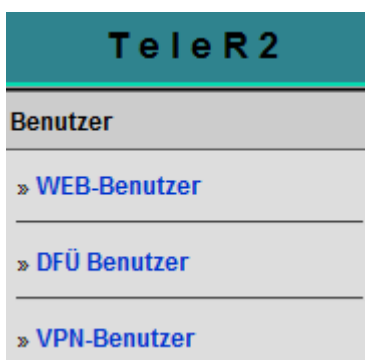 TeleR2
Benutzer
» WEB-Benutzer
» DFÜ Benutzer
» VPN-Benutzer